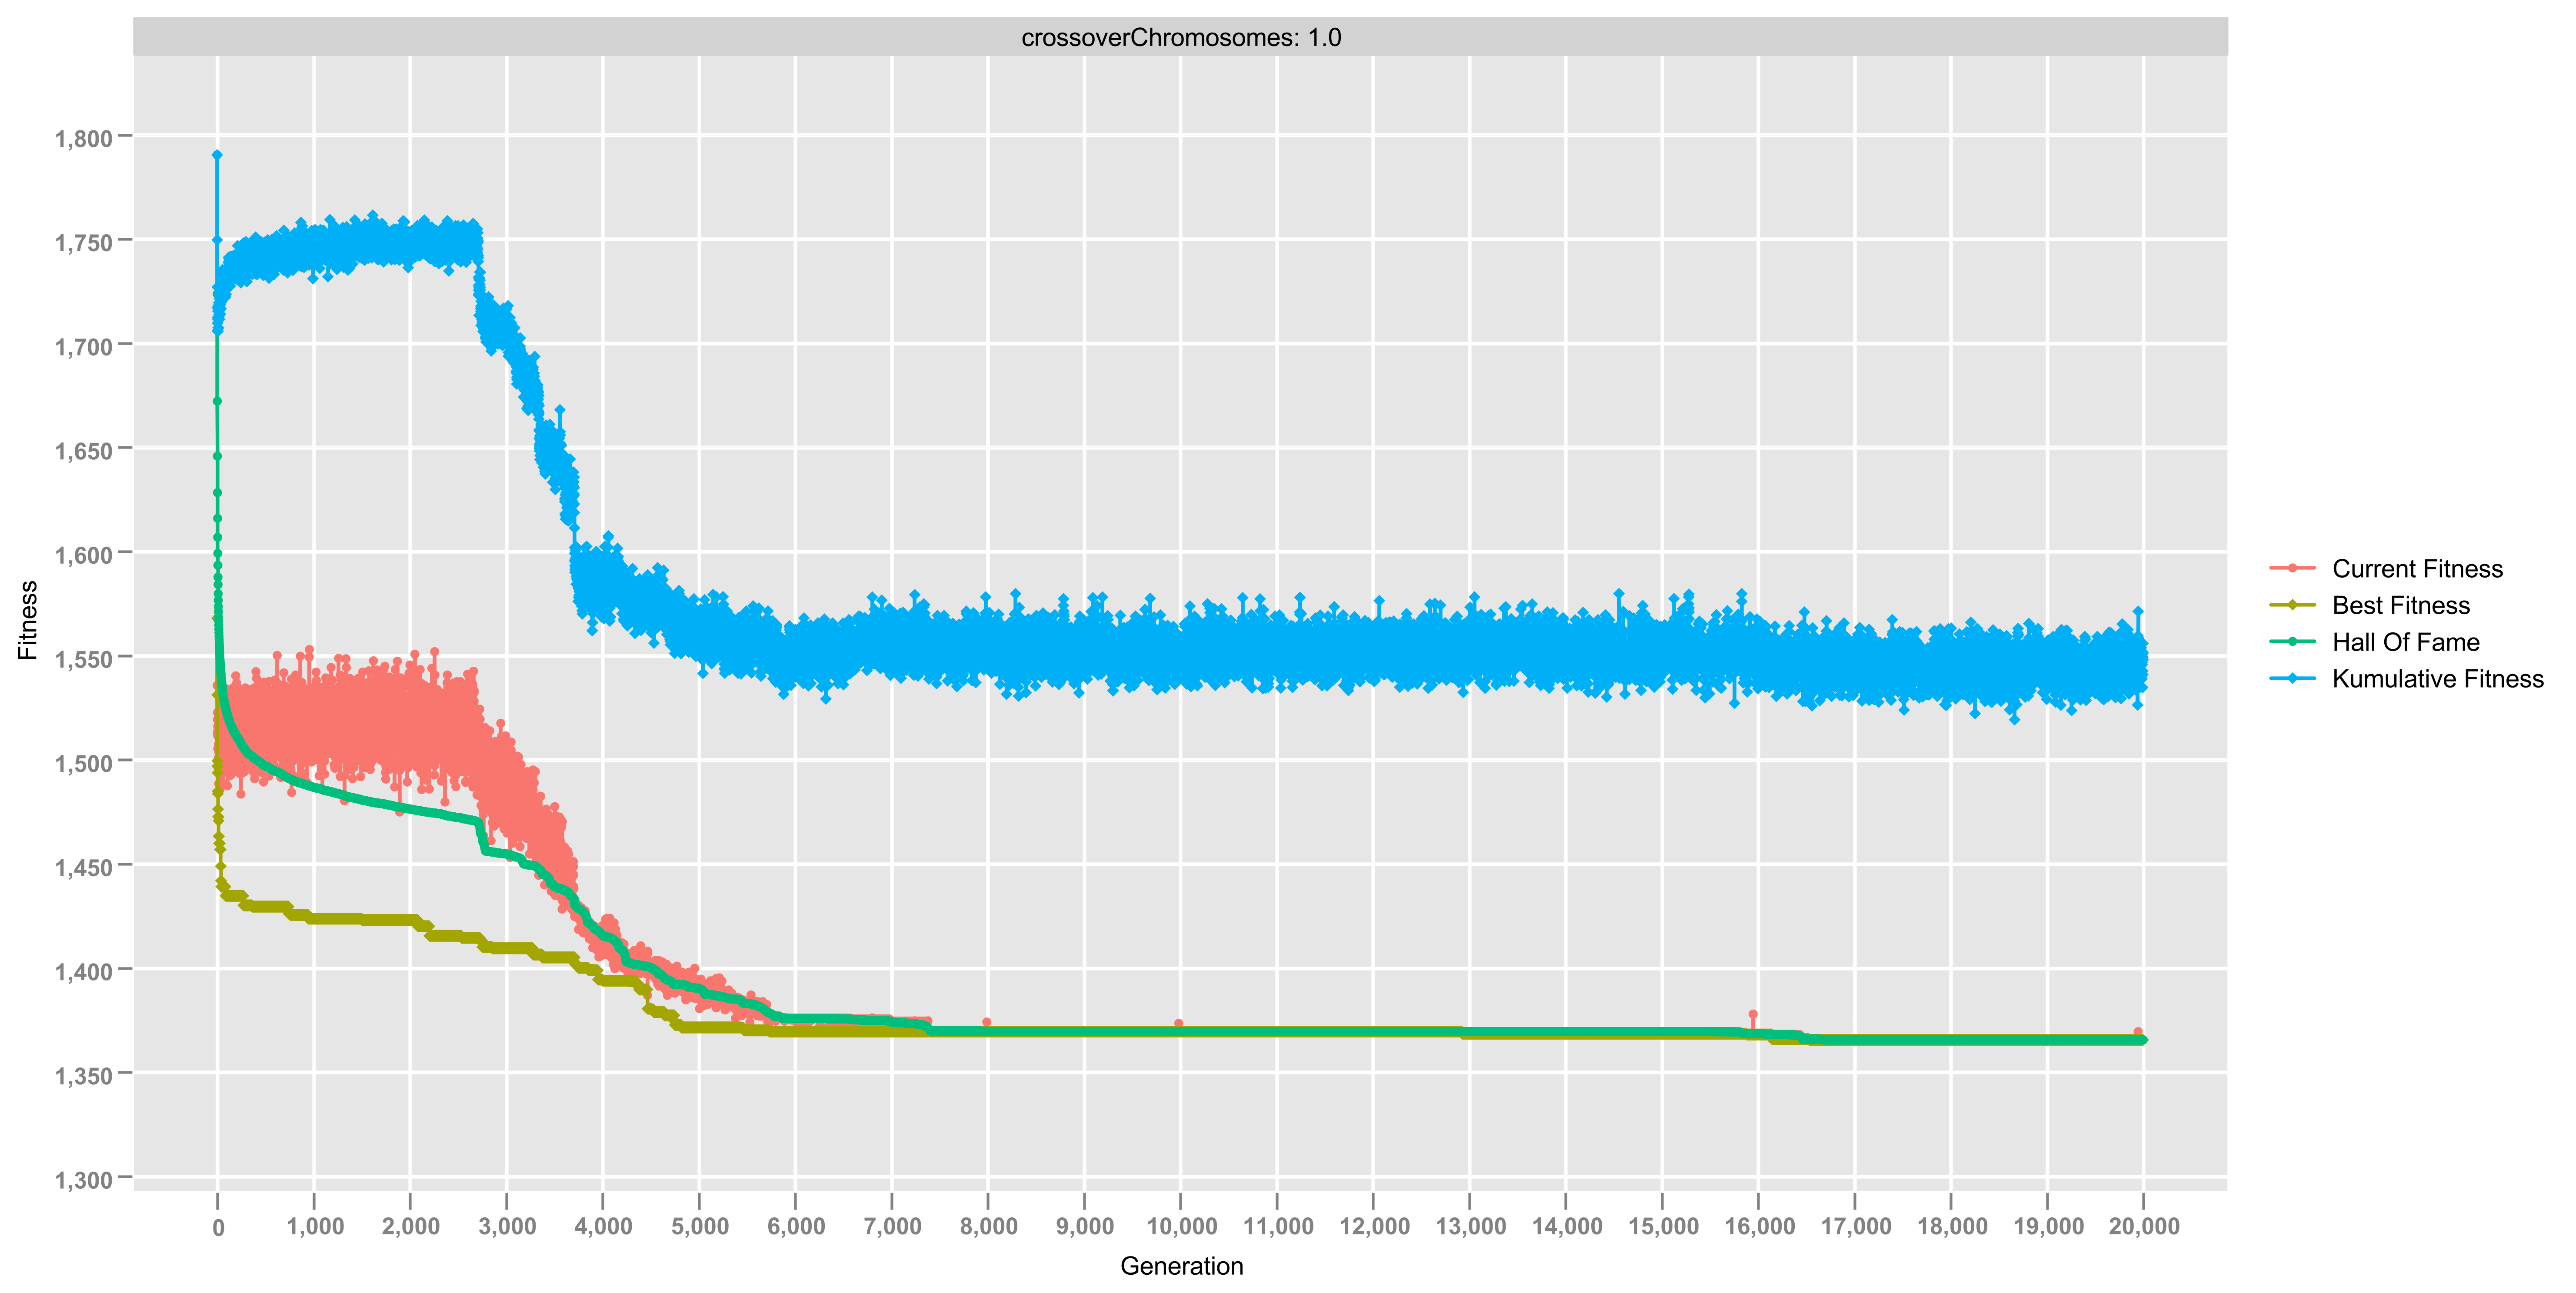 crossoverChromosomes: 1.0
1,800
1,750
1,700
1,650
1,600
1,550
1,500
1,450
1,400
1,350
1,300
Fitness
0 1,000 2,000 3,000 4,000 5,000 6,000 7,000 8,000 9,000 10,000 11,000 12,000 13,000 14,000 15,000 16,000 17,000 18,000 19,000 20,000
Generation
Current Fitness
Best Fitness
Hall Of Fame
Kumulative Fitness